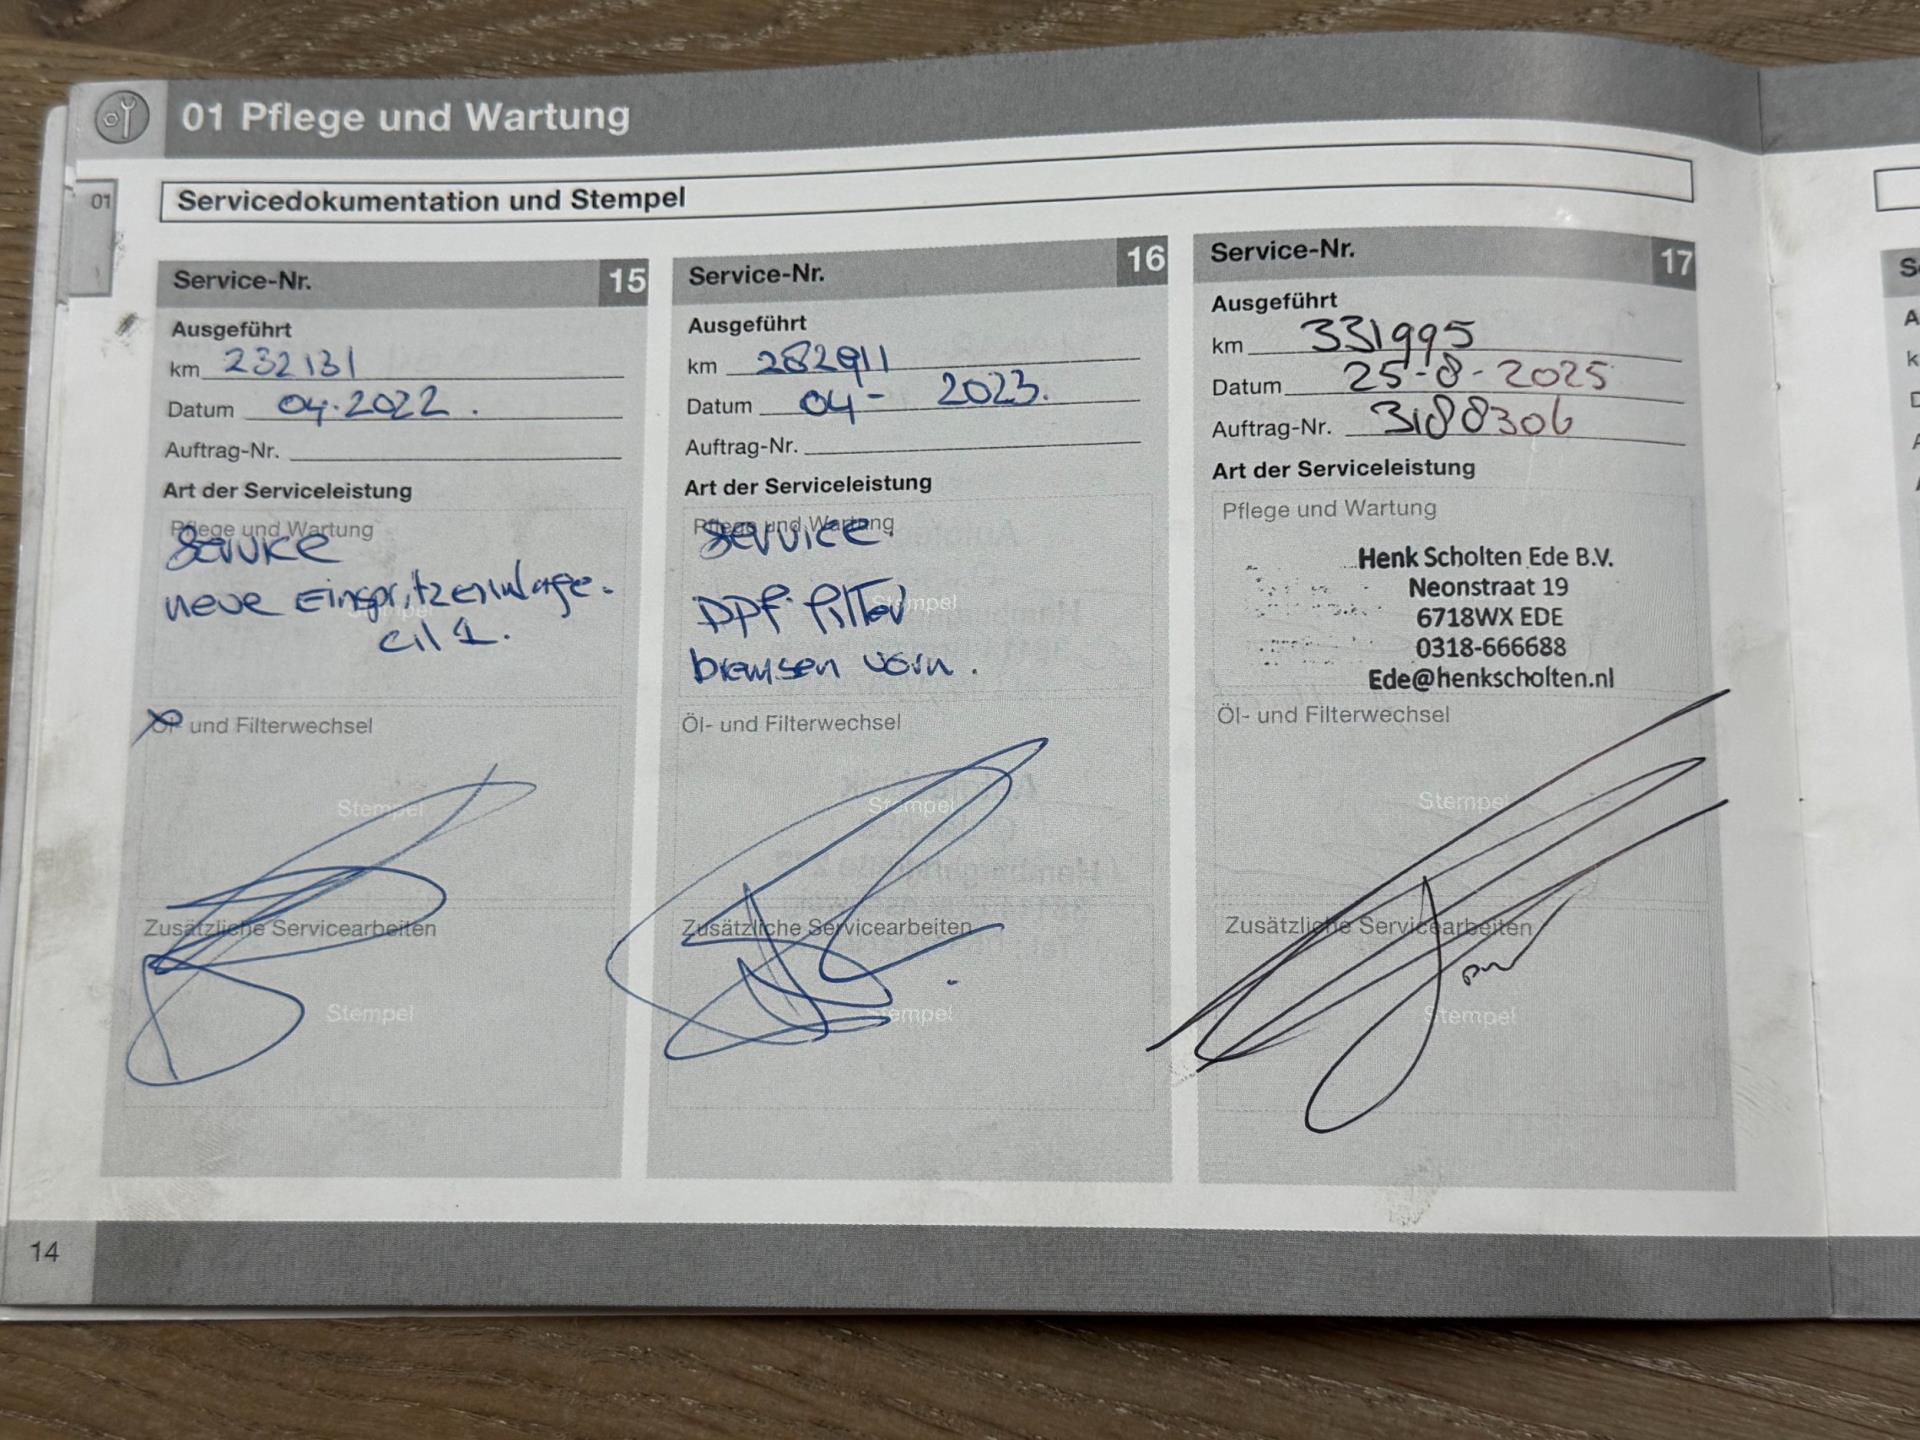 01 Pflege und Wartung
01
Servicedokumentation und Stempel
Service-Nr. 15
Ausgeführt
km 232131
Datum 04.2022.
Auftrag-Nr.
Art der Serviceleistung
Pflege und Wartung
Service
neue Einspritzenlage.
cil 1.
Stempel
Öl- und Filterwechsel
Stempel
Zusätzliche Servicearbeiten
Stempel
Service-Nr. 16
Ausgeführt
km 282911
Datum 04- 2023.
Auftrag-Nr.
Art der Serviceleistung
Pflege und Wartung
Service.
DPF filter
Stempel
bremsen vorn.
Öl- und Filterwechsel
Stempel
Zusätzliche Servicearbeiten
Stempel
Service-Nr. 17
Ausgeführt
km 331995
Datum 25-8-2025
Auftrag-Nr. 3188306
Art der Serviceleistung
Pflege und Wartung
Henk Scholten Ede B.V.
Neonstraat 19
6718WX EDE
0318-666688
Ede@henkscholten.nl
Öl- und Filterwechsel
Stempel
Zusätzliche Servicearbeiten
Stempel
14